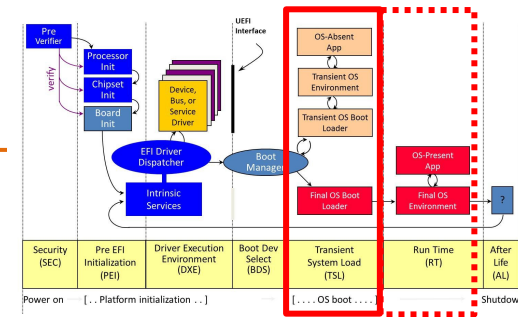 Pre
Verifier
verify
Processor
Init
Chipset
Init
Board
Init
UEFI
Interface
Device,
Bus, or
Service
Driver
EFI Driver
Dispatcher
Intrinsic
Services
Boot
Manager
OS-Absent
App
Transient OS
Environment
Transient OS Boot
Loader
Final OS Boot
Loader
OS-Present
App
Final OS
Environment
?
Security
(SEC)
Pre EFI
Initialization
(PEI)
Driver Execution
Environment
(DXE)
Boot Dev
Select
(BDS)
Transient
System Load
(TSL)
Run Time
(RT)
After
Life
(AL)
Power on [ . . Platform initialization . . ] [ . . . . OS boot . . . . ] Shutdow